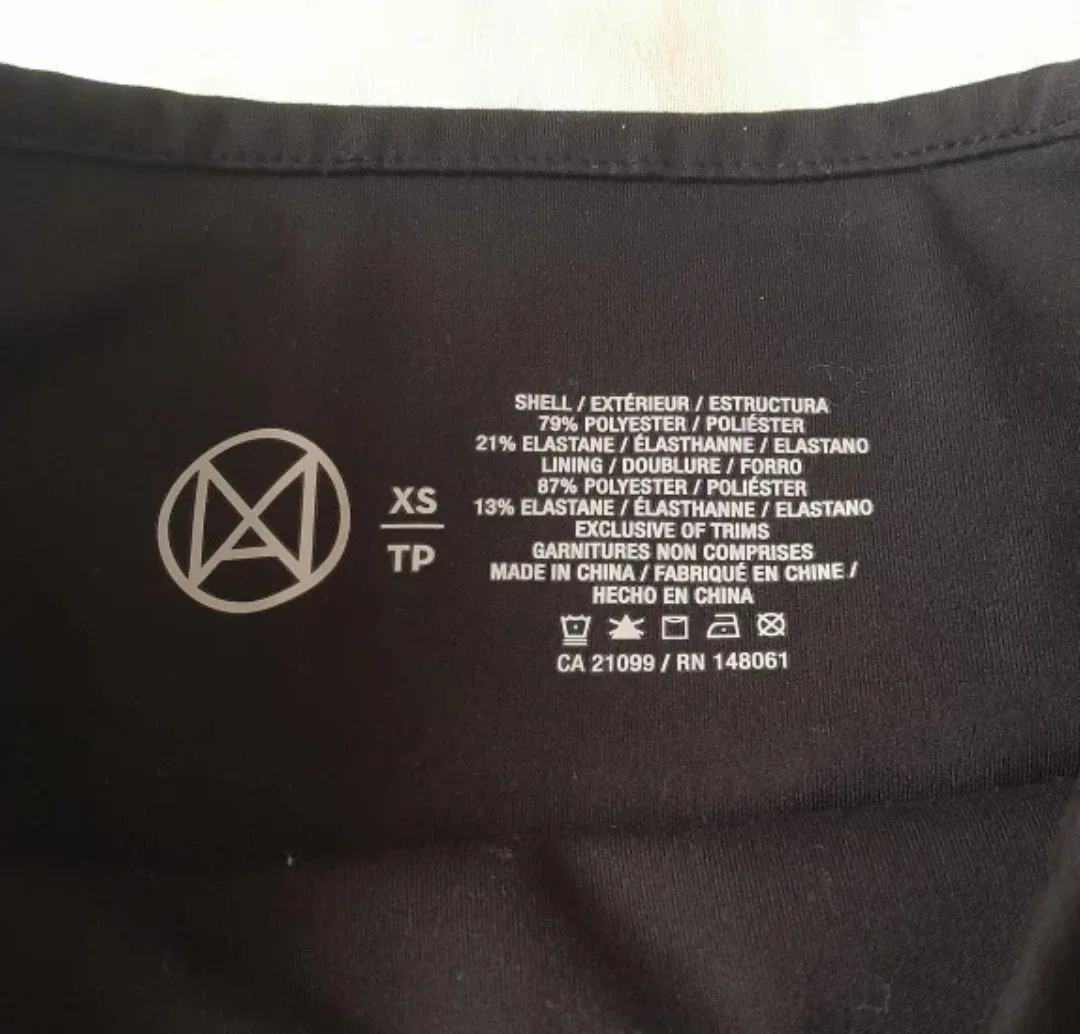 XS
TP
SHELL / EXTÉRIEUR / ESTRUCTURA
79% POLYESTER / POLIÉSTER
21% ELASTANE / ÉLASTHANNE / ELASTANO
LINING / DOUBLURE / FORRO
87% POLYESTER / POLIÉSTER
13% ELASTANE / ÉLASTHANNE / ELASTANO
EXCLUSIVE OF TRIMS
GARNITURES NON COMPRISES
MADE IN CHINA / FABRIQUÉ EN CHINE /
HECHO EN CHINA
CA 21099 / RN 148061